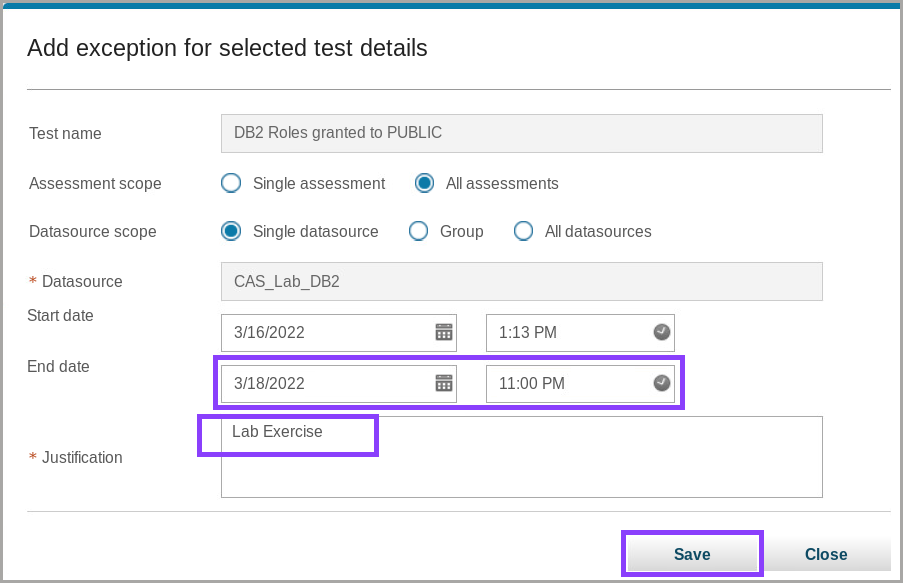 Add exception for selected test details
Test name DB2 Roles granted to PUBLIC
Assessment scope Single assessment All assessments
Datasource scope Single datasource Group All datasources
* Datasource CAS_Lab_DB2
Start date
3/16/2022 1:13 PM
End date
3/18/2022 11:00 PM
Lab Exercise
* Justification
Save Close